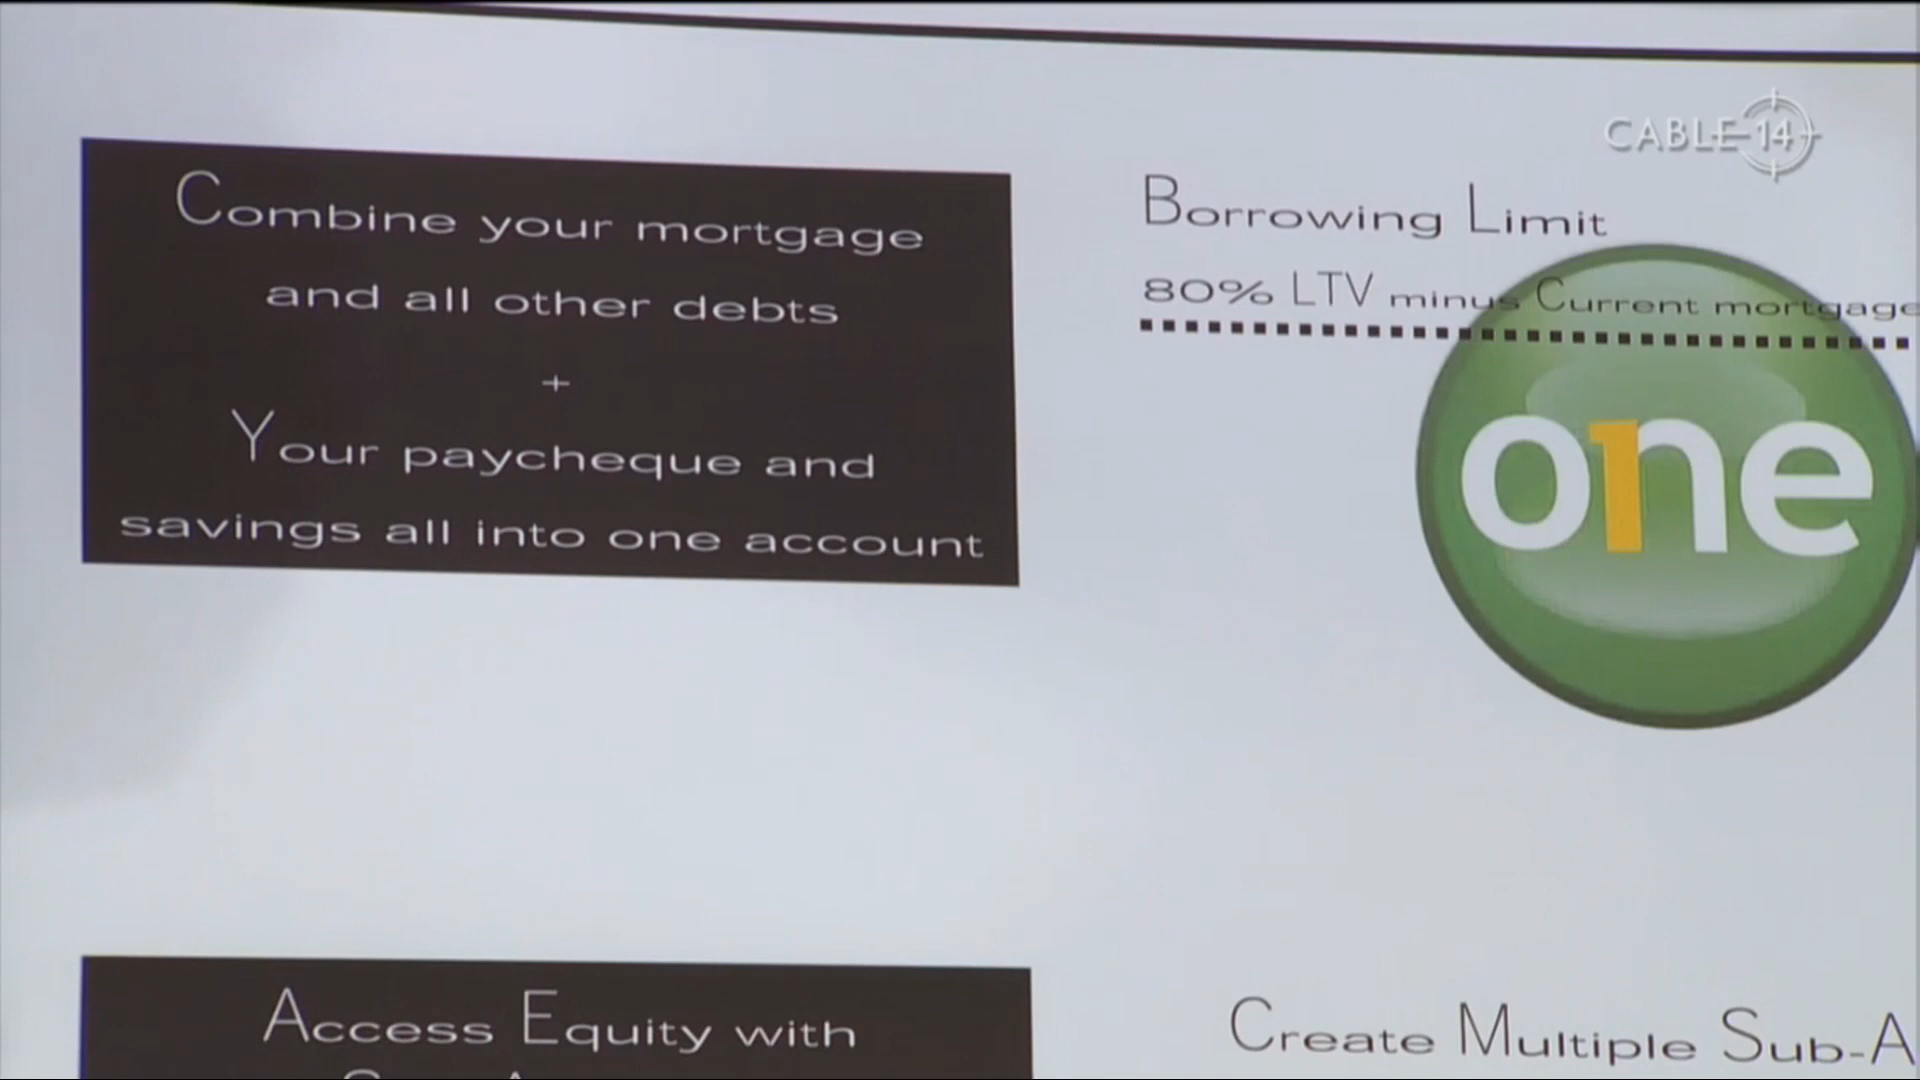 CABLE 14
Combine your mortgage
and all other debts
+
Your paycheque and
savings all into one account
Borrowing Limit
80% LTV minus Current mortgage
one
Access Equity with
Create Multiple Sub-A